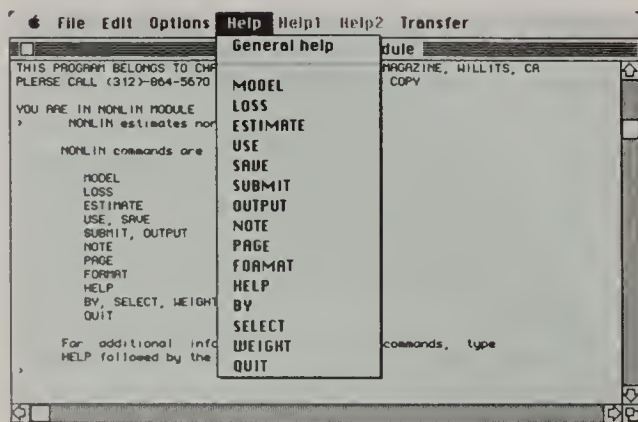 File Edit Options Help Help1 Help2 Transfer
dule
THIS PROGRAM BELONGS TO CHA
MAGAZINE, WILLITS, CA
PLEASE CALL (312)-864-5670
COPY
YOU ARE IN NONLIN MODULE
> NONLIN estimates non
NONLIN commands are
MODEL
LOSS
ESTIMATE
USE, SAVE
SUBMIT, OUTPUT
NOTE
PAGE
FORMAT
HELP
BY, SELECT, WEIGHT
QUIT
For additional info
commands, type
HELP followed by the
>
General help
MODEL
LOSS
ESTIMATE
USE
SAVE
SUBMIT
OUTPUT
NOTE
PAGE
FORMAT
HELP
BY
SELECT
WEIGHT
QUIT